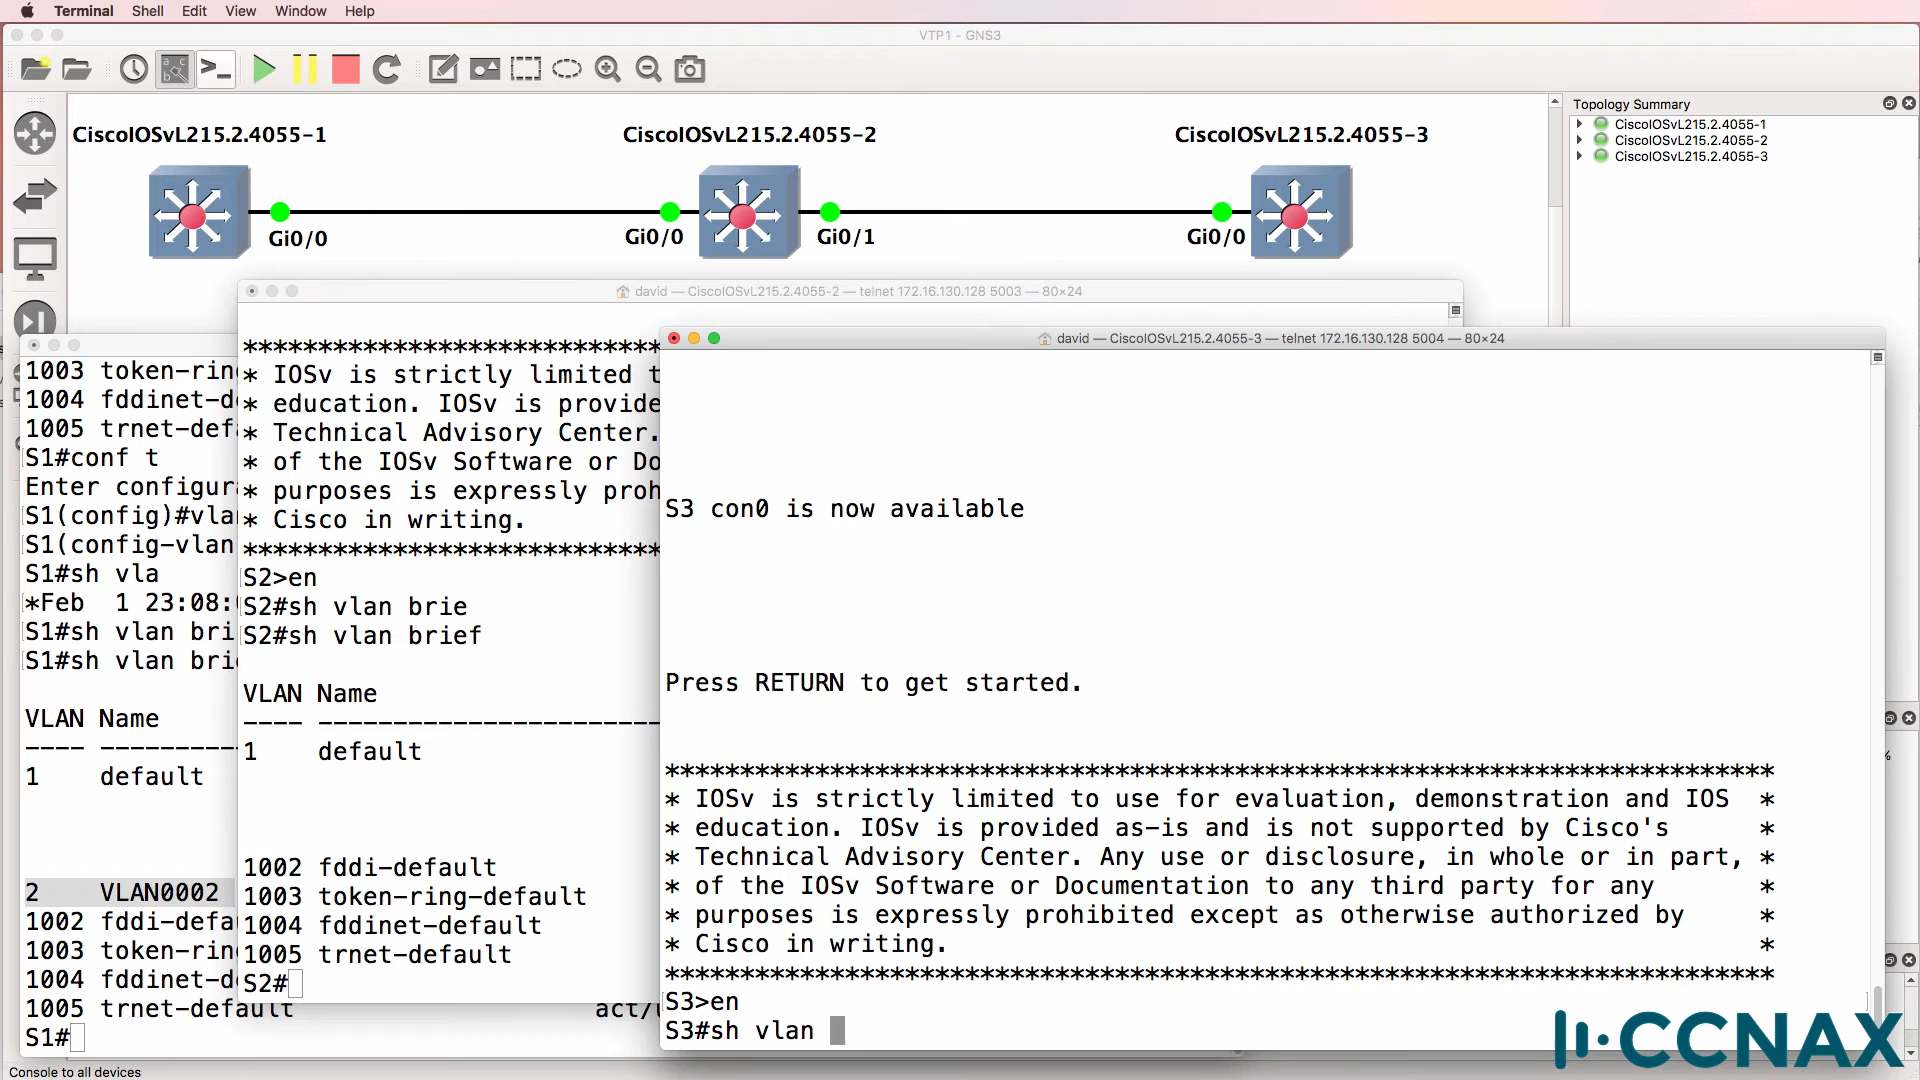 Terminal Shell Edit View Window Help
VTP1 - GNS3
CiscoIOSvL215.2.4055-1
CiscoIOSvL215.2.4055-2
CiscoIOSvL215.2.4055-3
Gi0/0
Gi0/0
Gi0/1
Gi0/0
Topology Summary
CiscoIOSvL215.2.4055-1
CiscoIOSvL215.2.4055-2
CiscoIOSvL215.2.4055-3
1003 token-rin
1004 fddinet-d
1005 trnet-defa
S1#conf t
Enter configura
S1(config)#vla
S1(config-vlan
S1#sh vla
*Feb  1 23:08:
S1#sh vlan bri
S1#sh vlan brie
VLAN Name
---- ---------
1    default
2    VLAN0002
1002 fddi-defa
1003 token-rin
1004 fddinet-d
1005 trnet-default act/u
S1#
david — CiscoIOSvL215.2.4055-2 — telnet 172.16.130.128 5003 — 80×24
****************************
* IOSv is strictly limited t
* education. IOSv is provide
* Technical Advisory Center.
* of the IOSv Software or Do
* purposes is expressly proh
* Cisco in writing.
****************************
S2>en
S2#sh vlan brie
S2#sh vlan brief
VLAN Name
---- -----------------------
1    default
1002 fddi-default
1003 token-ring-default
1004 fddinet-default
1005 trnet-default
S2#
david — CiscoIOSvL215.2.4055-3 — telnet 172.16.130.128 5004 — 80×24
S3 con0 is now available
Press RETURN to get started.
**************************************************************************
* IOSv is strictly limited to use for evaluation, demonstration and IOS  *
* education. IOSv is provided as-is and is not supported by Cisco's      *
* Technical Advisory Center. Any use or disclosure, in whole or in part, *
* of the IOSv Software or Documentation to any third party for any       *
* purposes is expressly prohibited except as otherwise authorized by     *
* Cisco in writing.                                                      *
**************************************************************************
S3>en
S3#sh vlan
%
CCNAX
Console to all devices